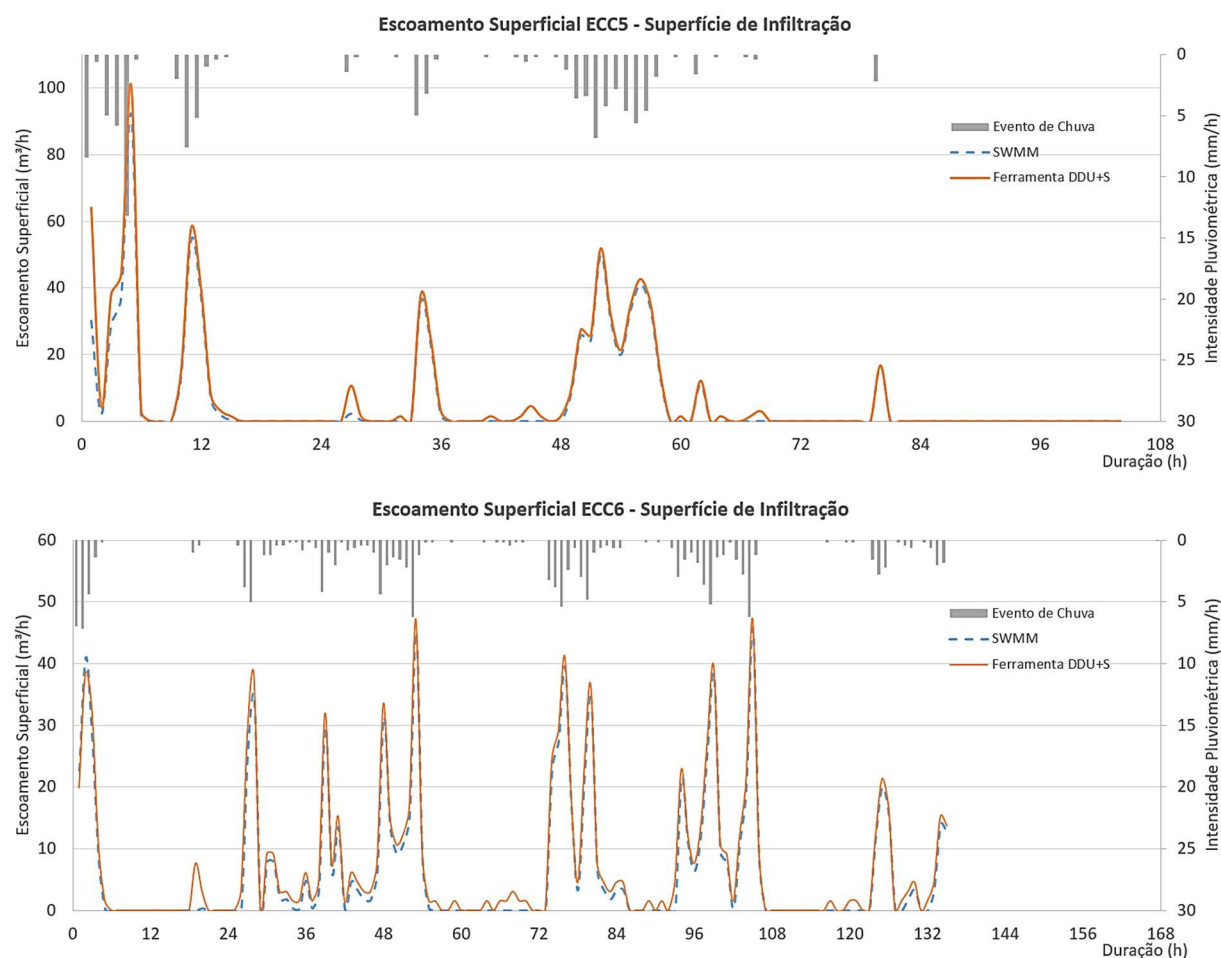 Escoamento Superficial ECC5 - Superfície de Infiltração
Escoamento Superficial (m³/h)
100
80
60
40
20
0
0
5
10
15
20
25
30
Intensidade Pluviométrica (mm/h)
Evento de Chuva
SWMM
Ferramenta DDU+S
0 12 24 36 48 60 72 84 96 108
Duração (h)
Escoamento Superficial ECC6 - Superfície de Infiltração
Escoamento Superficial (m³/h)
60
50
40
30
20
10
0
0
5
10
15
20
25
30
Intensidade Pluviométrica (mm/h)
Evento de Chuva
SWMM
Ferramenta DDU+S
0 12 24 36 48 60 72 84 96 108 120 132 144 156 168
Duração (h)